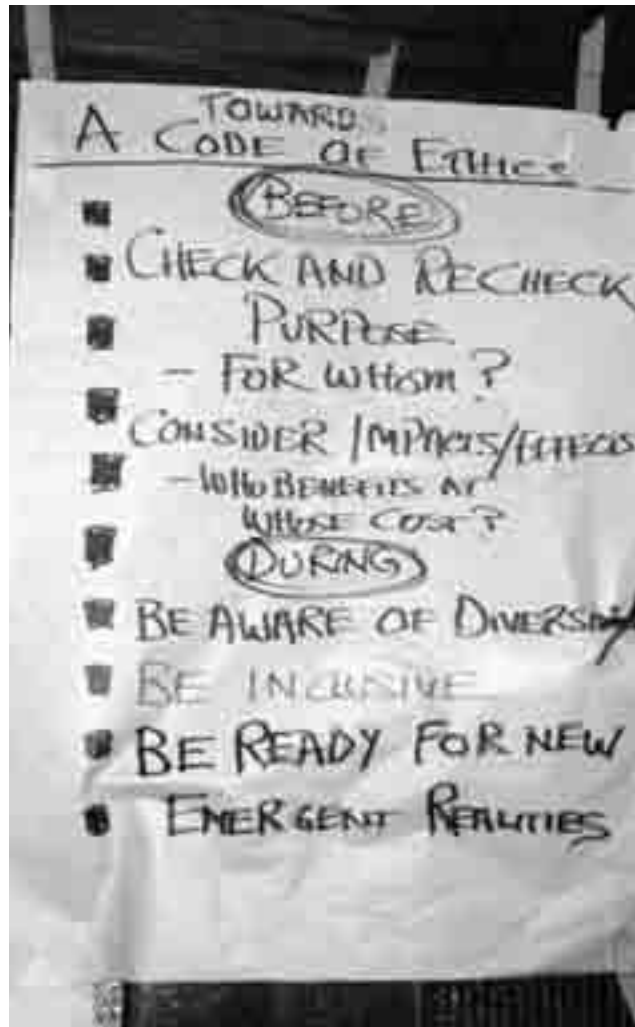 TOWARDS
A CODE OF ETHICS
BEFORE
CHECK AND RECHECK
PURPOSE
- FOR WHOM?
CONSIDER IMPACTS/EFFECTS
- WHO BENEFITS AT
WHOSE COST?
DURING
BE AWARE OF DIVERSITY
BE INCLUSIVE
BE READY FOR NEW
EMERGENT REALITIES